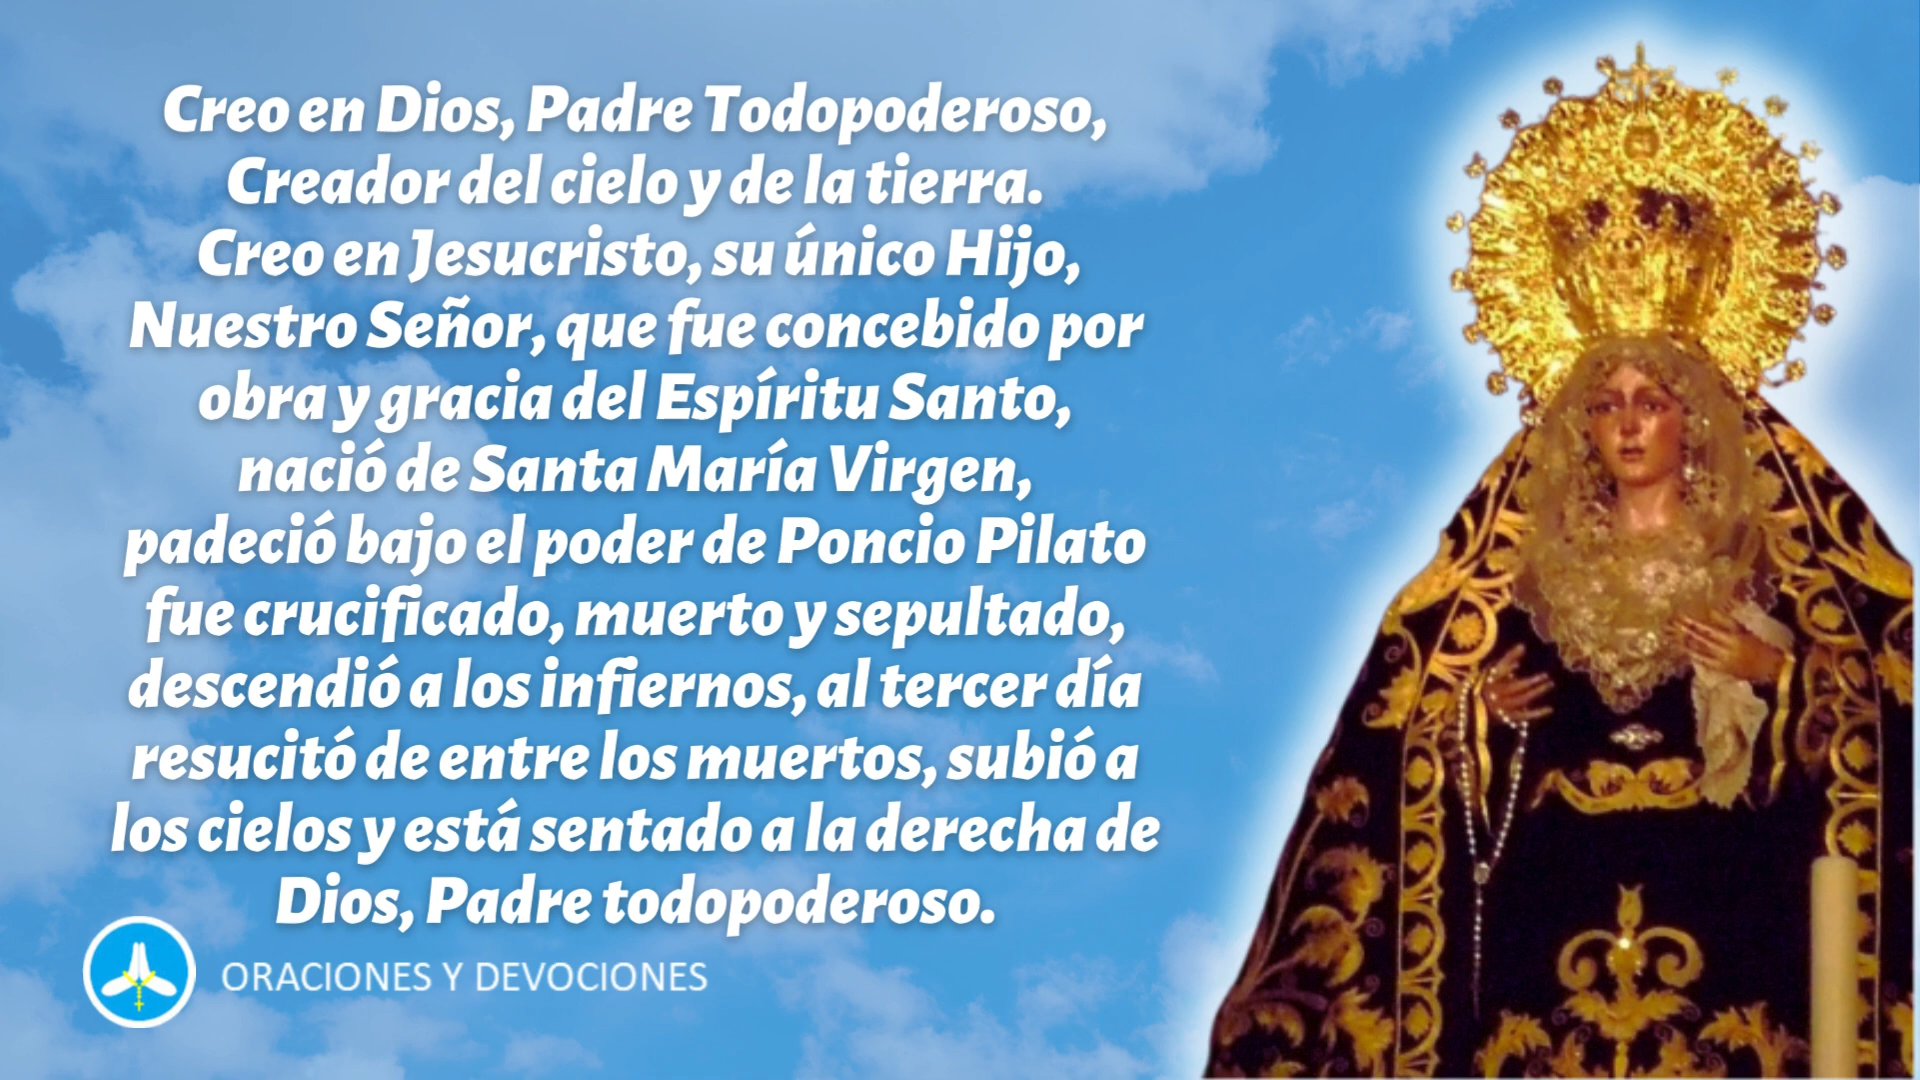 Creo en Dios, Padre Todopoderoso,
Creador del cielo y de la tierra.
Creo en Jesucristo, su único Hijo,
Nuestro Señor, que fue concebido por
obra y gracia del Espíritu Santo,
nació de Santa María Virgen,
padeció bajo el poder de Poncio Pilato
fue crucificado, muerto y sepultado,
descendió a los infiernos, al tercer día
resucitó de entre los muertos, subió a
los cielos y está sentado a la derecha de
Dios, Padre todopoderoso.
ORACIONES Y DEVOCIONES